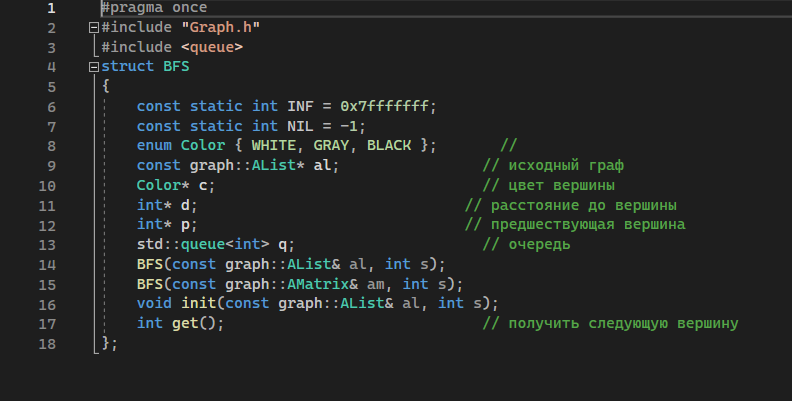 1 #pragma once
2 #include "Graph.h"
3 #include <queue>
4 struct BFS
5 {
6 const static int INF = 0x7fffffff;
7 const static int NIL = -1;
8 enum Color { WHITE, GRAY, BLACK }; //
9 const graph::AList* al; // исходный граф
10 Color* c; // цвет вершины
11 int* d; // расстояние до вершины
12 int* p; // предшествующая вершина
13 std::queue<int> q; // очередь
14 BFS(const graph::AList& al, int s);
15 BFS(const graph::AMatrix& am, int s);
16 void init(const graph::AList& al, int s);
17 int get(); // получить следующую вершину
18 };